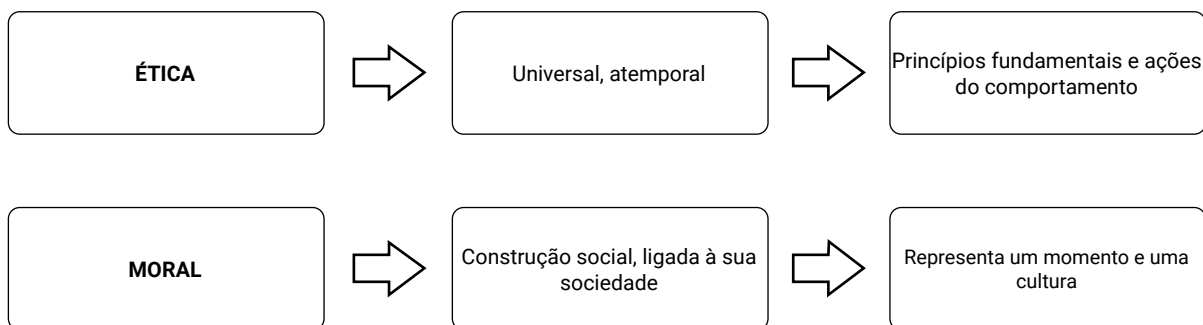 ÉTICA
Universal, atemporal
Princípios fundamentais e ações
do comportamento
MORAL
Construção social, ligada à sua
sociedade
Representa um momento e uma
cultura